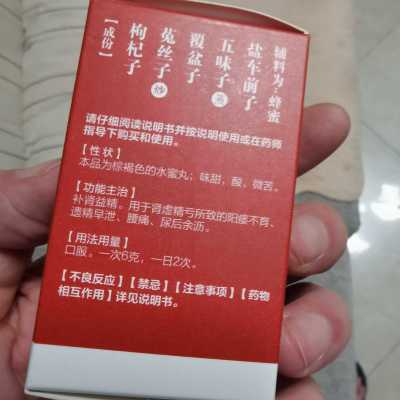 【成份】
枸杞子
菟丝子（炒）
覆盆子
五味子（蒸）
盐车前子
辅料为：蜂蜜
请仔细阅读说明书并按说明使用或在药师
指导下购买和使用。
【性状】
本品为棕褐色的水蜜丸；味甜，酸，微苦。
【功能主治】
补肾益精。用于肾虚精亏所致的阳痿不育、
遗精早泄、腰痛、尿后余沥。
【用法用量】
口服。一次6克，一日2次。
【不良反应】【禁忌】【注意事项】【药物
相互作用】详见说明书。